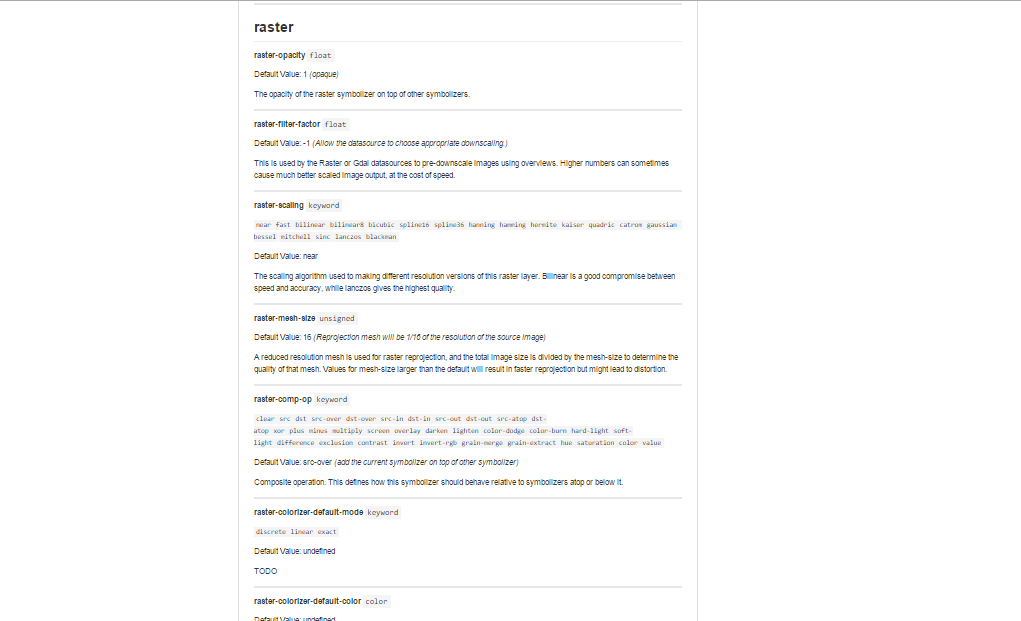 raster
raster-opacity float
Default Value: 1 (opaque)
The opacity of the raster symbolizer on top of other symbolizers.
raster-filter-factor float
Default Value: -1 (Allow the datasource to choose appropriate downscaling.)
This is used by the Raster or Gdal datasources to pre-downscale images using overviews. Higher numbers can sometimes
cause much better scaled image output, at the cost of speed.
raster-scaling keyword
near fast bilinear bilinear8 bicubic spline16 spline36 hanning hamming hermite kaiser quadric catrom gaussian
bessel mitchell sinc lanczos blackman
Default Value: near
The scaling algorithm used to making different resolution versions of this raster layer. Bilinear is a good compromise between
speed and accuracy, while lanczos gives the highest quality.
raster-mesh-size unsigned
Default Value: 16 (Reprojection mesh will be 1/16 of the resolution of the source image)
A reduced resolution mesh is used for raster reprojection, and the total image size is divided by the mesh-size to determine the
quality of that mesh. Values for mesh-size larger than the default will result in faster reprojection but might lead to distortion.
raster-comp-op keyword
clear src dst src-over dst-over src-in dst-in src-out dst-out src-atop dst-
atop xor plus minus multiply screen overlay darken lighten color-dodge color-burn hard-light soft-
light difference exclusion contrast invert invert-rgb grain-merge grain-extract hue saturation color value
Default Value: src-over (add the current symbolizer on top of other symbolizer)
Composite operation. This defines how this symbolizer should behave relative to symbolizers atop or below it.
raster-colorizer-default-mode keyword
discrete linear exact
Default Value: undefined
TODO
raster-colorizer-default-color color
Default Value: undefined